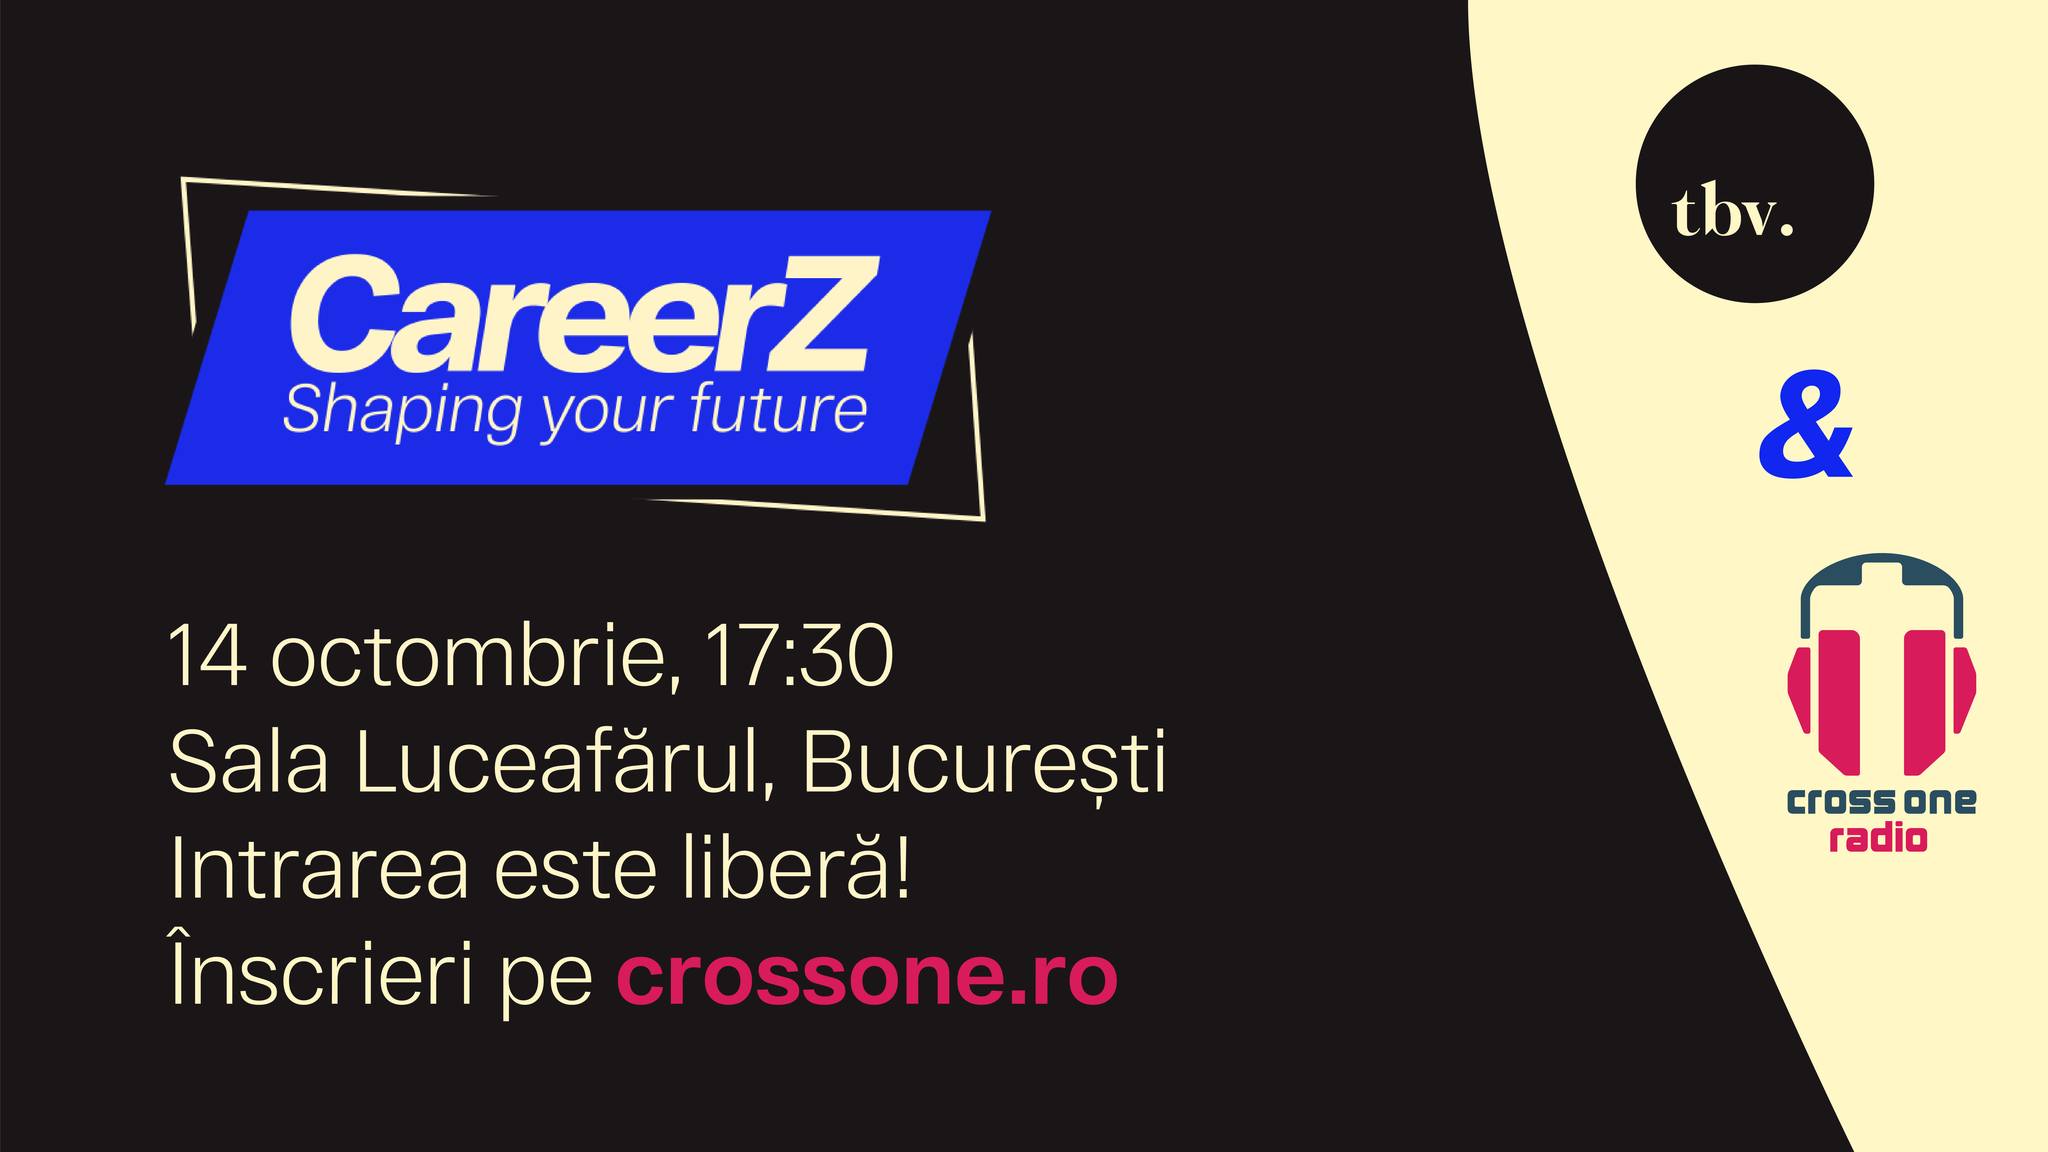 CareerZ
Shaping your future
14 octombrie, 17:30
Sala Luceafărul, București
Intrarea este liberă!
Înscrieri pe crossone.ro
tbv.
&
cross one
radio